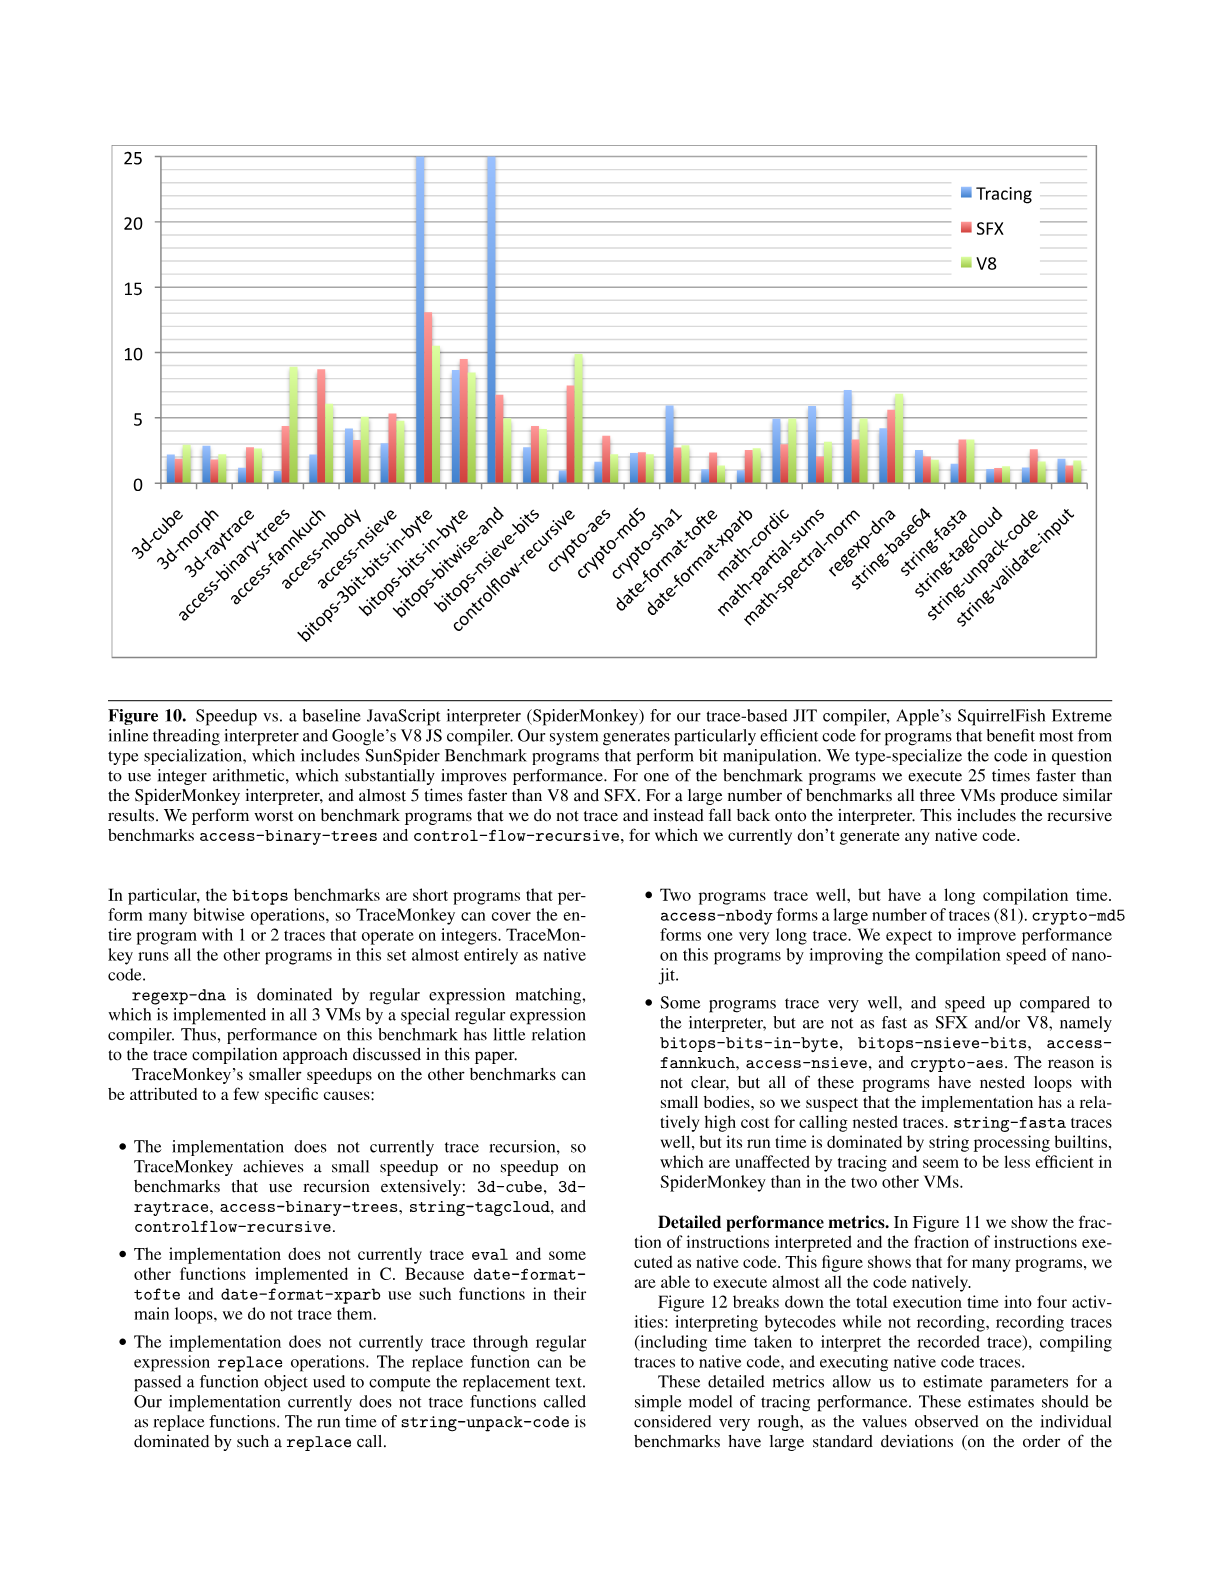 25
20
15
10
5
0
Tracing
SFX
V8
3d-cube
3d-morph
3d-raytrace
access-binary-trees
access-fannkuch
access-nbody
access-nsieve
bitops-3bit-bits-in-byte
bitops-bits-in-byte
bitops-bitwise-and
bitops-nsieve-bits
controlflow-recursive
crypto-aes
crypto-md5
crypto-sha1
date-format-tofte
date-format-xparb
math-cordic
math-partial-sums
math-spectral-norm
regexp-dna
string-base64
string-fasta
string-tagcloud
string-unpack-code
string-validate-input
Figure 10. Speedup vs. a baseline JavaScript interpreter (SpiderMonkey) for our trace-based JIT compiler, Apple's SquirrelFish Extreme
inline threading interpreter and Google's V8 JS compiler. Our system generates particularly efficient code for programs that benefit most from
type specialization, which includes SunSpider Benchmark programs that perform bit manipulation. We type-specialize the code in question
to use integer arithmetic, which substantially improves performance. For one of the benchmark programs we execute 25 times faster than
the SpiderMonkey interpreter, and almost 5 times faster than V8 and SFX. For a large number of benchmarks all three VMs produce similar
results. We perform worst on benchmark programs that we do not trace and instead fall back onto the interpreter. This includes the recursive
benchmarks access-binary-trees and control-flow-recursive, for which we currently don't generate any native code.
In particular, the bitops benchmarks are short programs that per-
form many bitwise operations, so TraceMonkey can cover the en-
tire program with 1 or 2 traces that operate on integers. TraceMon-
key runs all the other programs in this set almost entirely as native
code.
regexp-dna is dominated by regular expression matching,
which is implemented in all 3 VMs by a special regular expression
compiler. Thus, performance on this benchmark has little relation
to the trace compilation approach discussed in this paper.
TraceMonkey's smaller speedups on the other benchmarks can
be attributed to a few specific causes:
• The implementation does not currently trace recursion, so
TraceMonkey achieves a small speedup or no speedup on
benchmarks that use recursion extensively: 3d-cube, 3d-
raytrace, access-binary-trees, string-tagcloud, and
controlflow-recursive.
• The implementation does not currently trace eval and some
other functions implemented in C. Because date-format-
tofte and date-format-xparb use such functions in their
main loops, we do not trace them.
• The implementation does not currently trace through regular
expression replace operations. The replace function can be
passed a function object used to compute the replacement text.
Our implementation currently does not trace functions called
as replace functions. The run time of string-unpack-code is
dominated by such a replace call.
• Two programs trace well, but have a long compilation time.
access-nbody forms a large number of traces (81). crypto-md5
forms one very long trace. We expect to improve performance
on this programs by improving the compilation speed of nano-
jit.
• Some programs trace very well, and speed up compared to
the interpreter, but are not as fast as SFX and/or V8, namely
bitops-bits-in-byte, bitops-nsieve-bits, access-
fannkuch, access-nsieve, and crypto-aes. The reason is
not clear, but all of these programs have nested loops with
small bodies, so we suspect that the implementation has a rela-
tively high cost for calling nested traces. string-fasta traces
well, but its run time is dominated by string processing builtins,
which are unaffected by tracing and seem to be less efficient in
SpiderMonkey than in the two other VMs.
Detailed performance metrics. In Figure 11 we show the frac-
tion of instructions interpreted and the fraction of instructions exe-
cuted as native code. This figure shows that for many programs, we
are able to execute almost all the code natively.
Figure 12 breaks down the total execution time into four activ-
ities: interpreting bytecodes while not recording, recording traces
(including time taken to interpret the recorded trace), compiling
traces to native code, and executing native code traces.
These detailed metrics allow us to estimate parameters for a
simple model of tracing performance. These estimates should be
considered very rough, as the values observed on the individual
benchmarks have large standard deviations (on the order of the